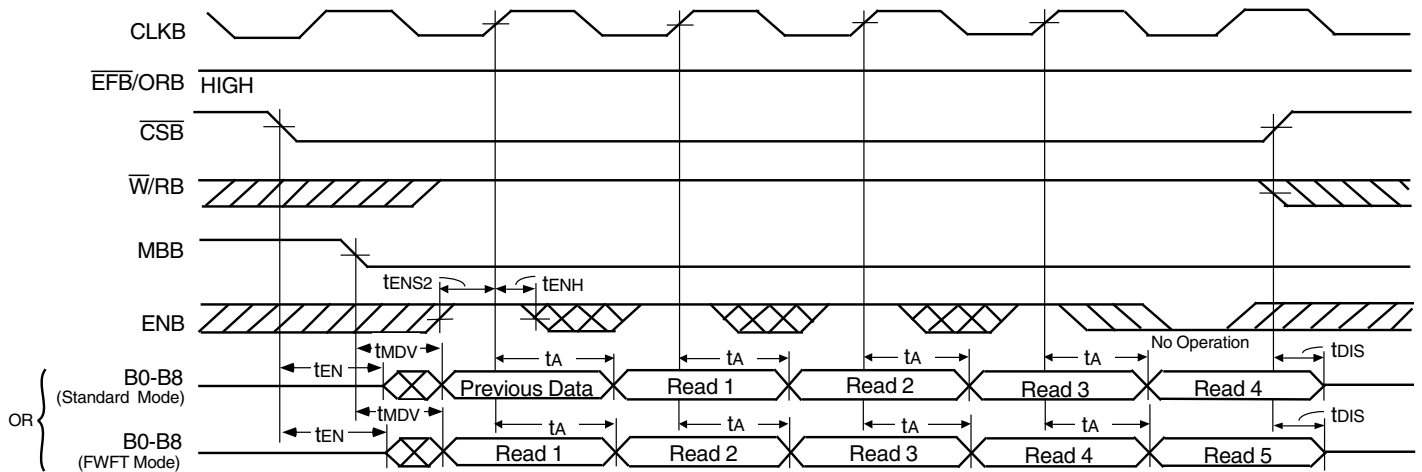 CLKB
EFB/ORB HIGH
CSB
W/RB
MBB
tENS2 tENH
ENB
No Operation
tMDV tA tA tA tA tDIS
tEN
B0-B8 Previous Data Read 1 Read 2 Read 3 Read 4
(Standard Mode)
OR
tMDV tDIS
tEN tA tA tA tA
B0-B8 Read 1 Read 2 Read 3 Read 4 Read 5
(FWFT Mode)